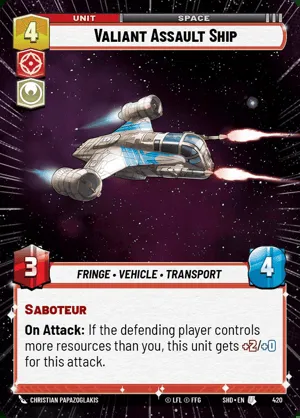 UNIT
SPACE
4
VALIANT ASSAULT SHIP
3
4
FRINGE • VEHICLE • TRANSPORT
SABOTEUR
On Attack: If the defending player controls
more resources than you, this unit gets +2/+0
for this attack.
CHRISTIAN PAPAZOGLAKIS
© LFL © FFG
SHD • EN
420